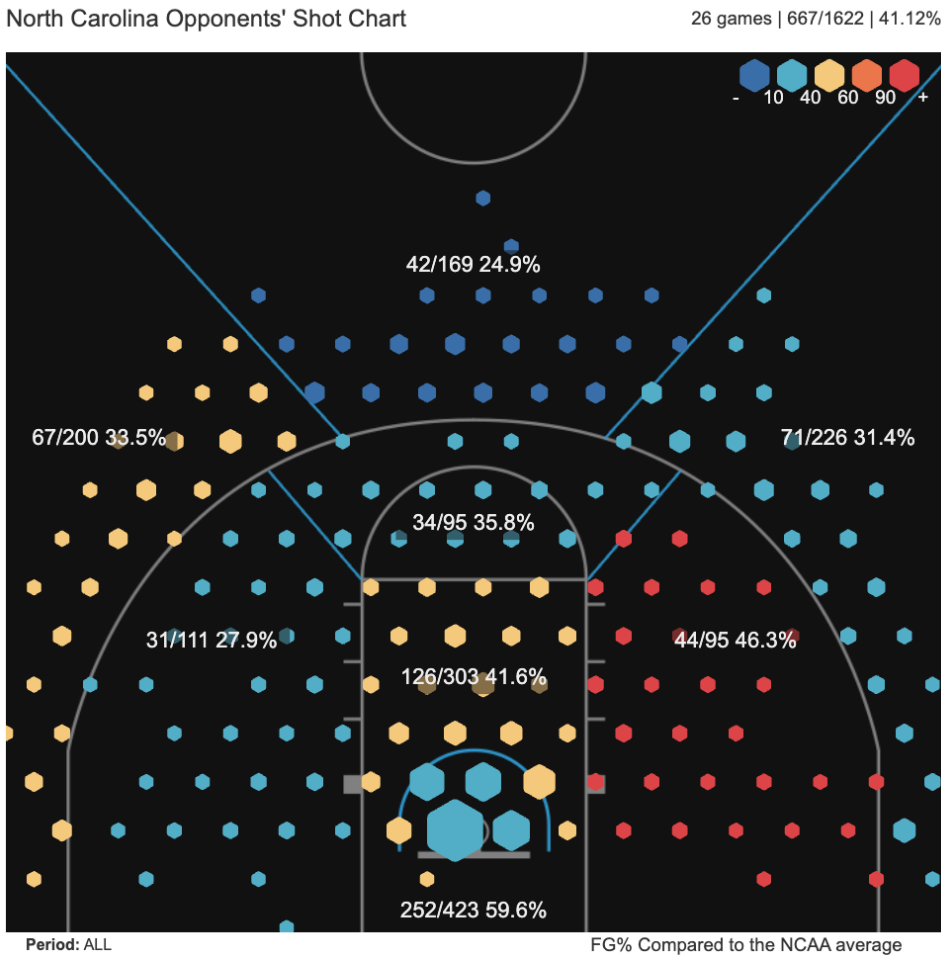 North Carolina Opponents' Shot Chart
26 games | 667/1622 | 41.12%
- 10 40 60 90 +
42/169 24.9%
67/200 33.5%
71/226 31.4%
34/95 35.8%
31/111 27.9%
44/95 46.3%
126/303 41.6%
252/423 59.6%
Period: ALL
FG% Compared to the NCAA average